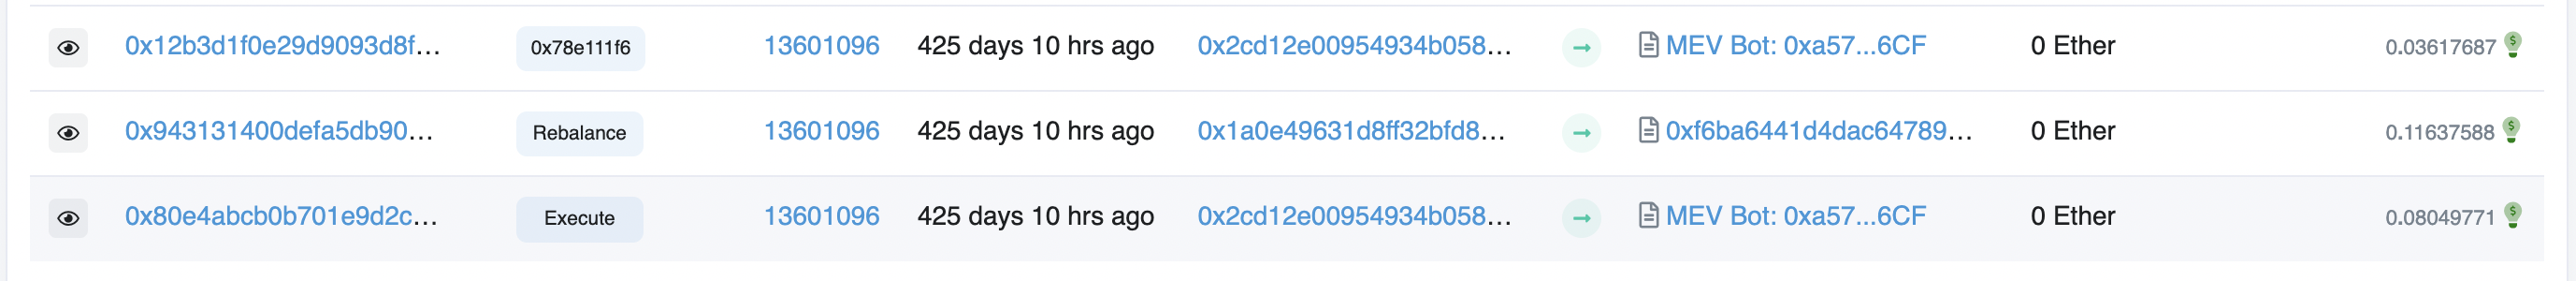 0x12b3d1f0e29d9093d8f... 0x78e111f6 13601096 425 days 10 hrs ago 0x2cd12e00954934b058... MEV Bot: 0xa57...6CF 0 Ether 0.03617687
0x943131400defa5db90... Rebalance 13601096 425 days 10 hrs ago 0x1a0e49631d8ff32bfd8... 0xf6ba6441d4dac64789... 0 Ether 0.11637588
0x80e4abcb0b701e9d2c... Execute 13601096 425 days 10 hrs ago 0x2cd12e00954934b058... MEV Bot: 0xa57...6CF 0 Ether 0.08049771